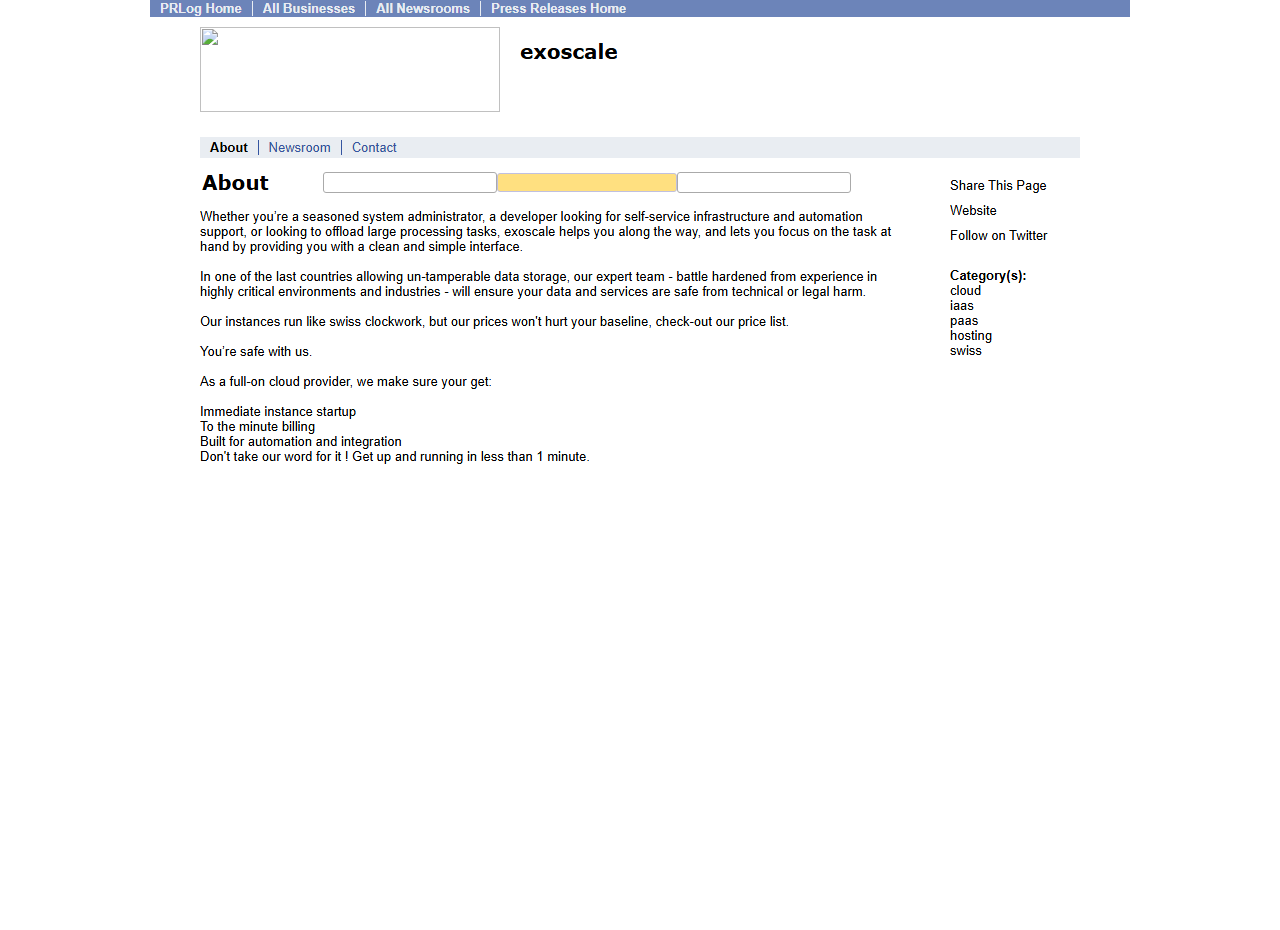 PRLog Home All Businesses All Newsrooms Press Releases Home
exoscale
About Newsroom Contact
About
Whether you're a seasoned system administrator, a developer looking for self-service infrastructure and automation
support, or looking to offload large processing tasks, exoscale helps you along the way, and lets you focus on the task at
hand by providing you with a clean and simple interface.
In one of the last countries allowing un-tamperable data storage, our expert team - battle hardened from experience in
highly critical environments and industries - will ensure your data and services are safe from technical or legal harm.
Our instances run like swiss clockwork, but our prices won't hurt your baseline, check-out our price list.
You're safe with us.
As a full-on cloud provider, we make sure your get:
Immediate instance startup
To the minute billing
Built for automation and integration
Don't take our word for it ! Get up and running in less than 1 minute.
Share This Page
Website
Follow on Twitter
Category(s):
cloud
iaas
paas
hosting
swiss